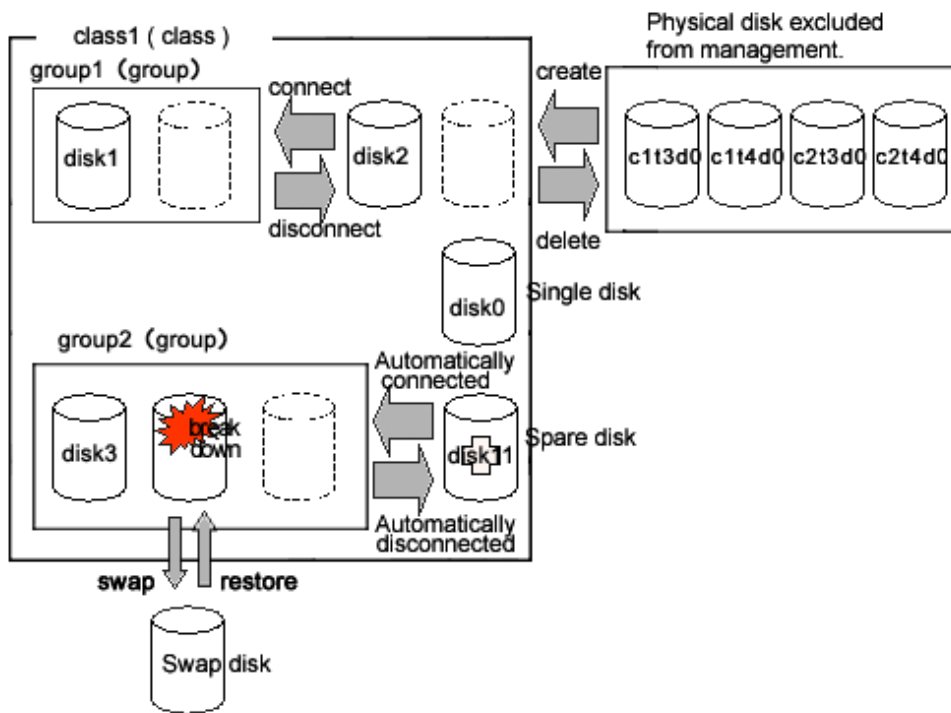 class1 ( class )
Physical disk excluded
from management.
group1 (group)
connect
create
disk1
disk2
c1t3d0
c1t4d0
c2t3d0
c2t4d0
disconnect
delete
disk0
Single disk
group2 (group)
Automatically
connected
disk3
break
down
disk11
Spare disk
Automatically
disconnected
swap
restore
Swap disk